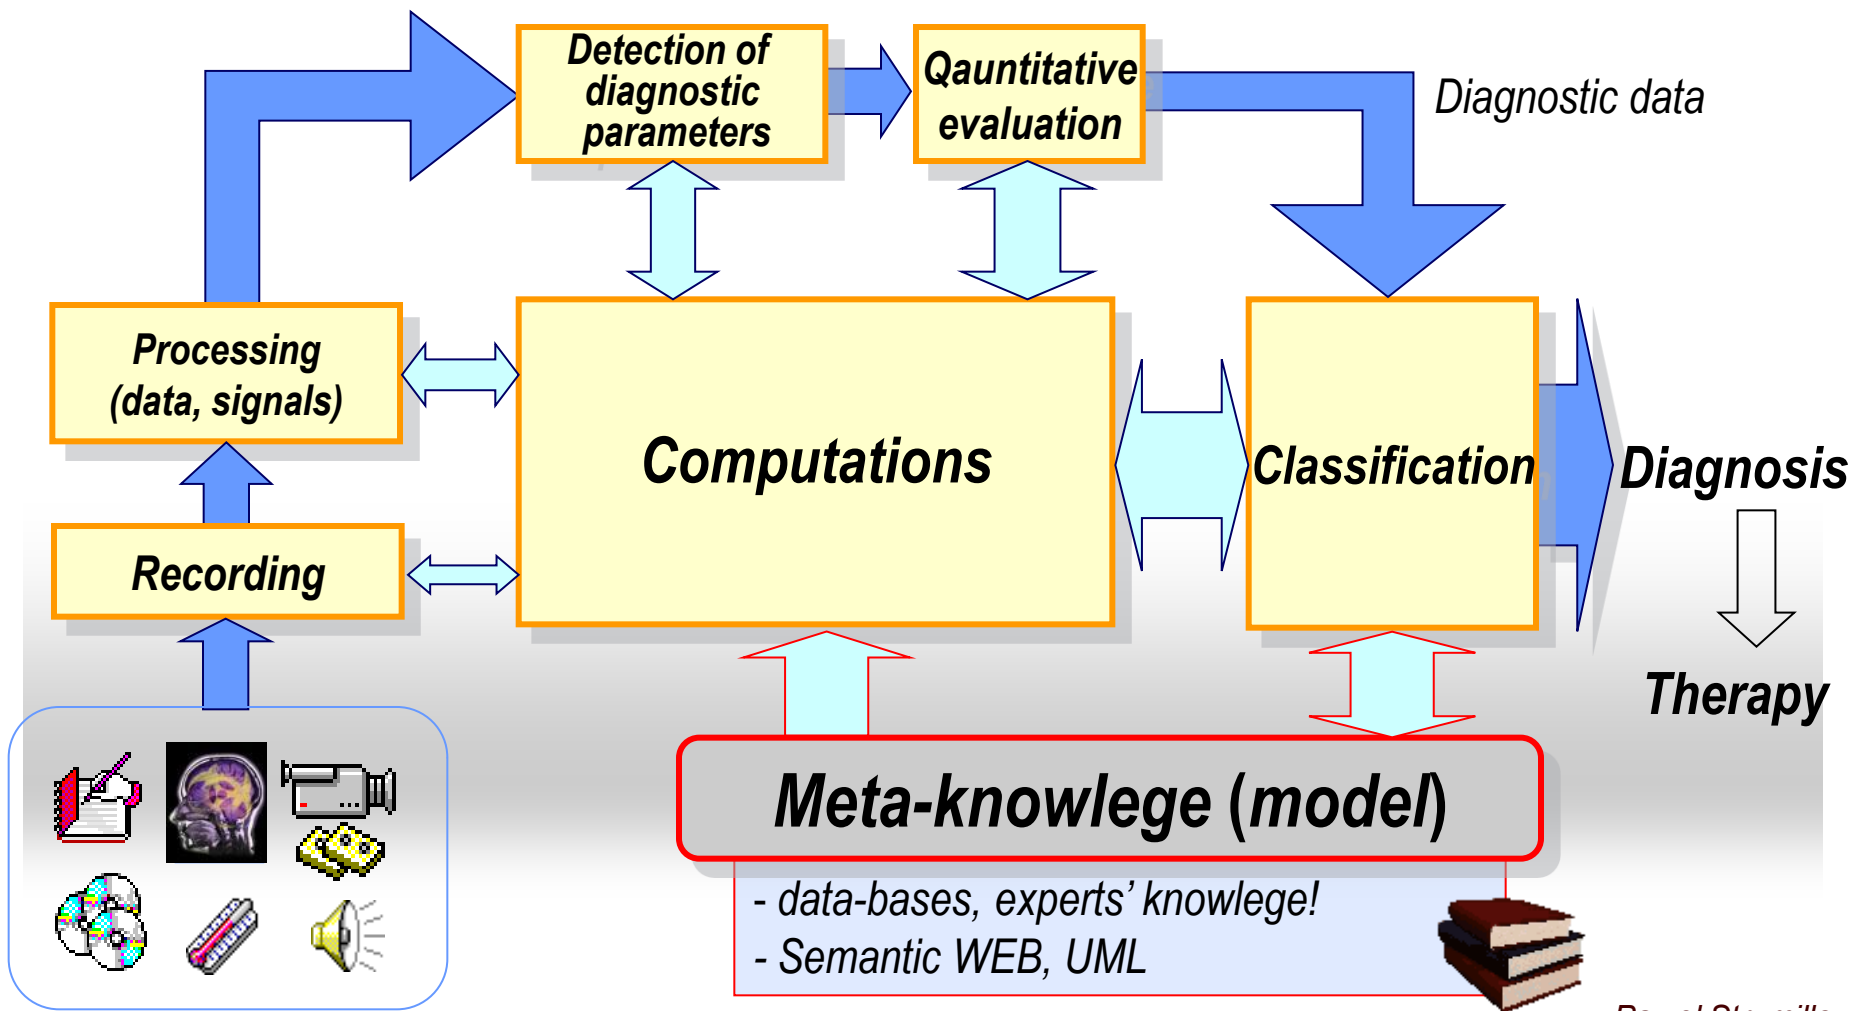 Detection of
diagnostic
parameters
Qauntitative
evaluation
Diagnostic data
Processing
(data, signals)
Computations
Classification
Diagnosis
Recording
Therapy
Meta-knowlege (model)
- data-bases, experts’ knowlege!
- Semantic WEB, UML